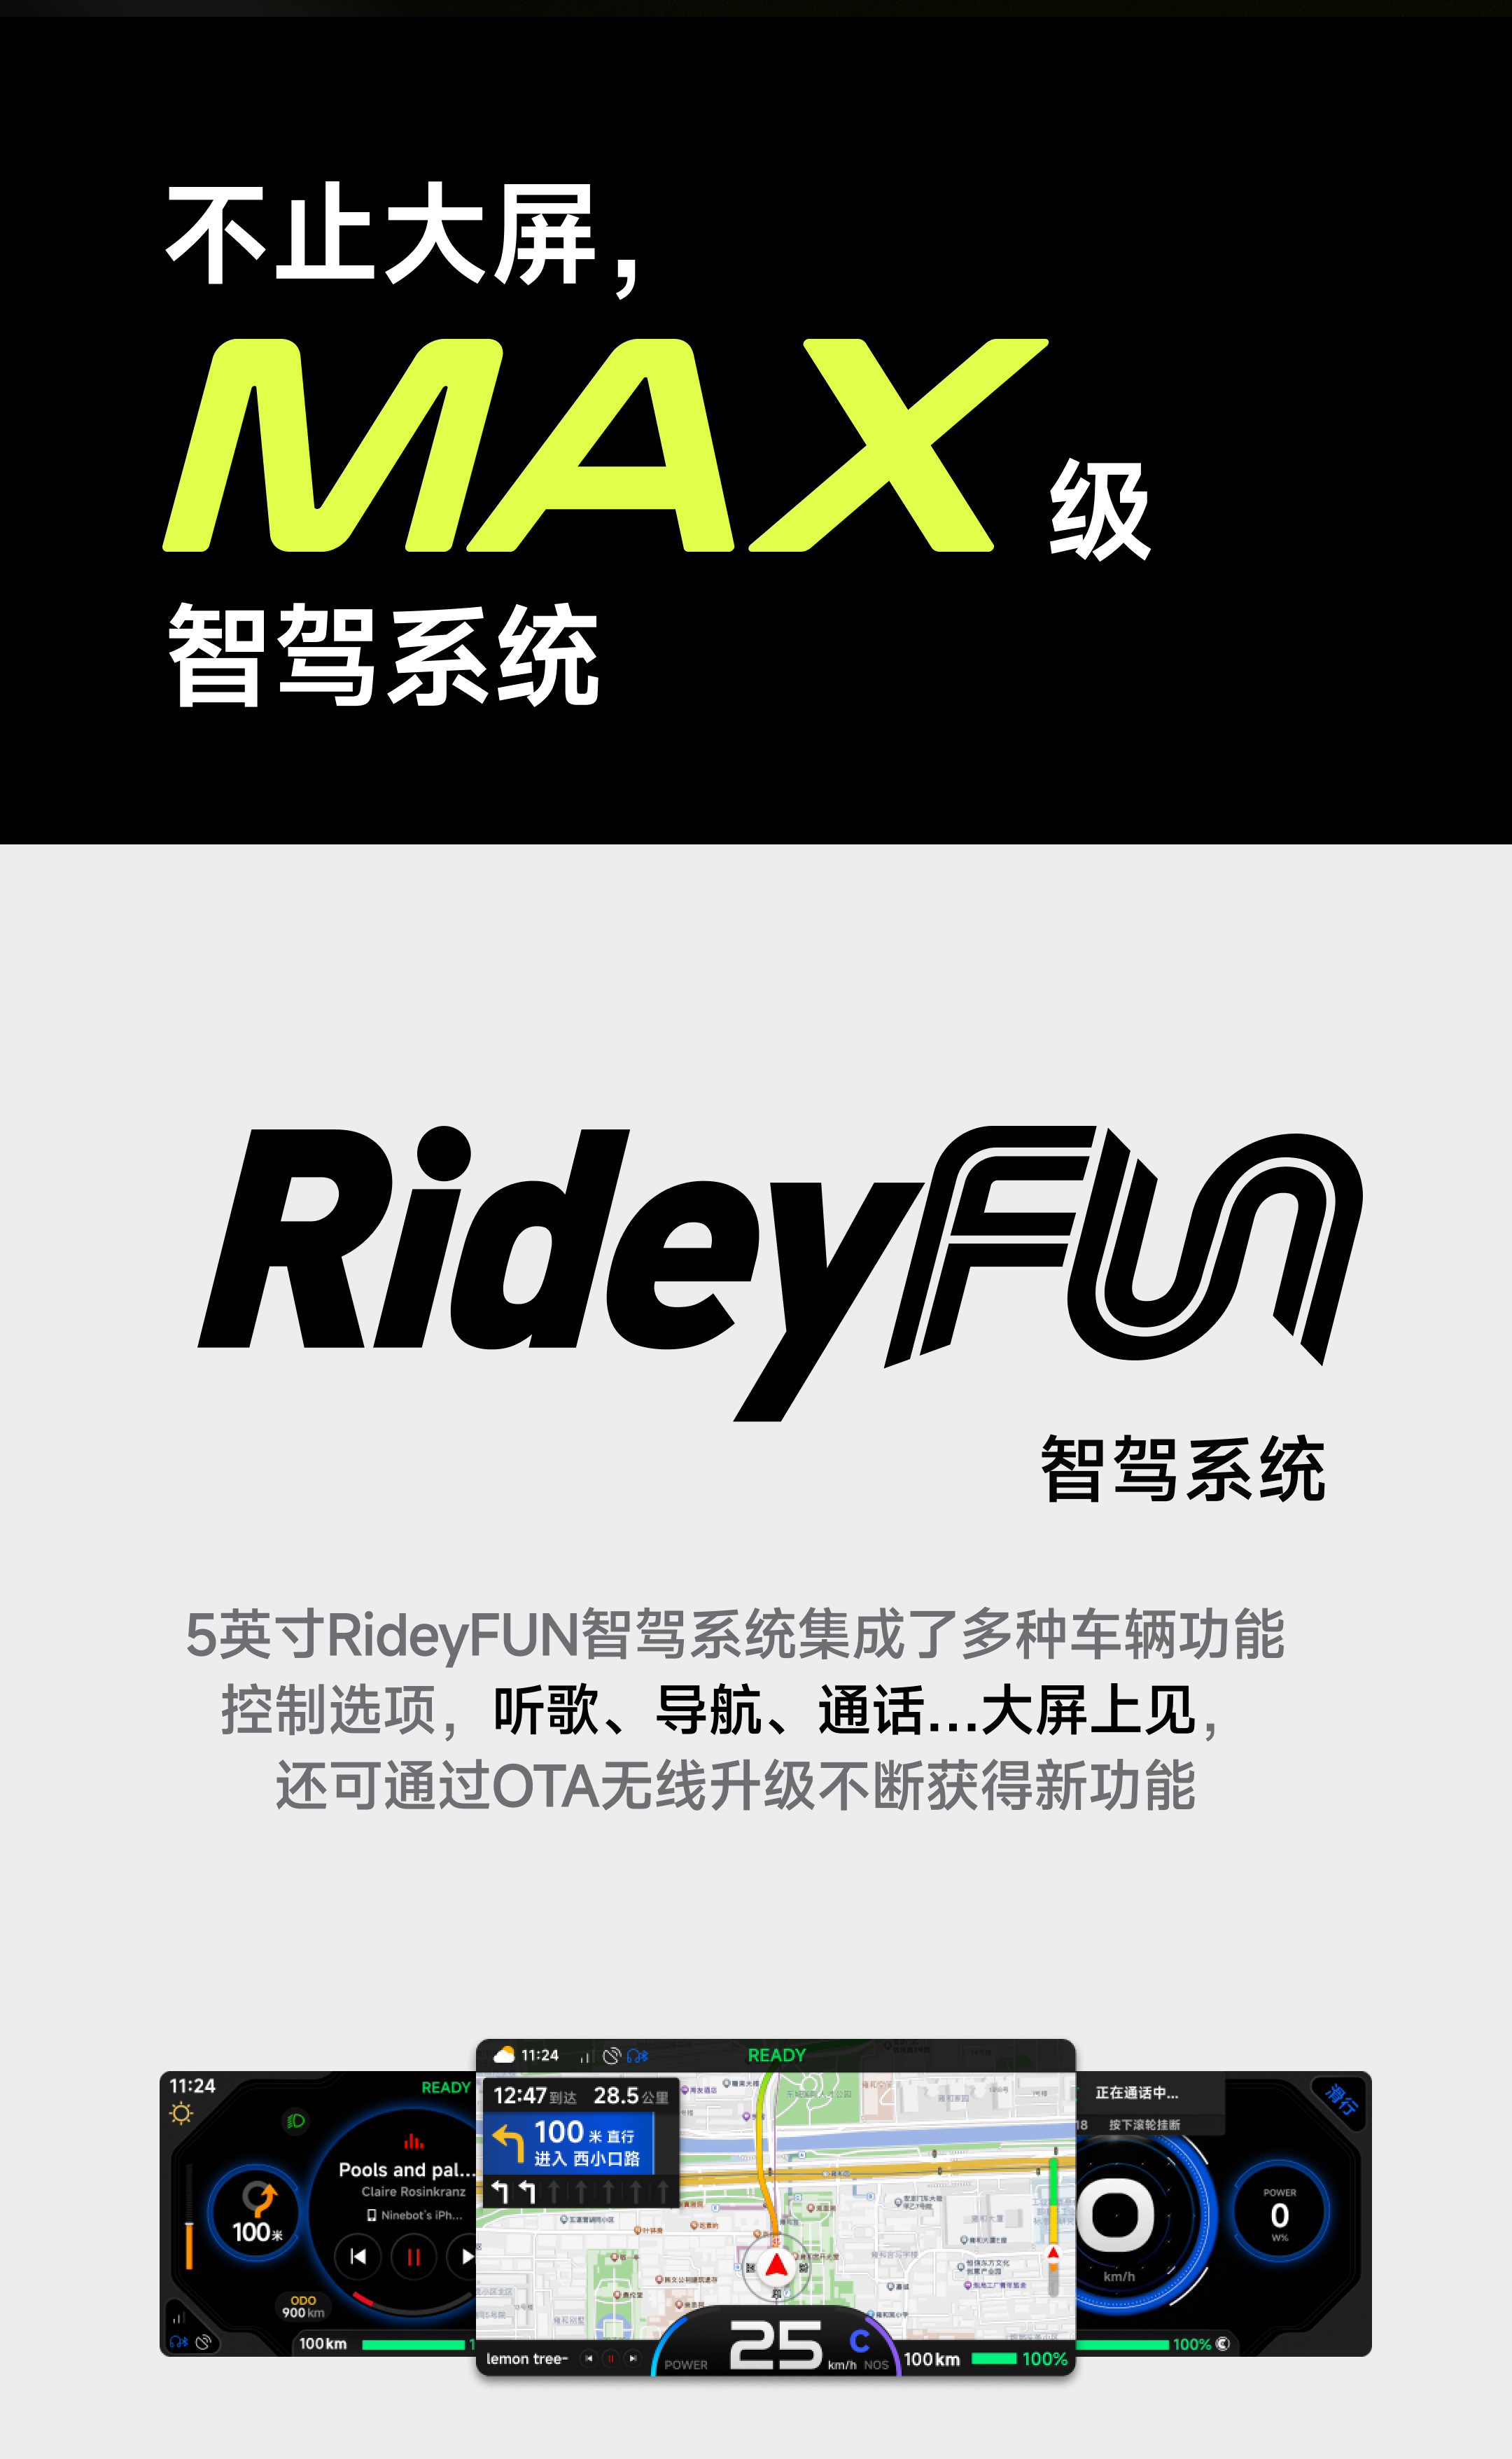 不止大屏，
MAX级
智驾系统
RideyFUN
智驾系统
5英寸RideyFUN智驾系统集成了多种车辆功能
控制选项，听歌、导航、通话...大屏上见，
还可通过OTA无线升级不断获得新功能
11:24
READY
Pools and pal...
Claire Rosinkranz
Ninebot's iPh...
100米
ODO
900 km
100km
11:24
READY
12:47到达 28.5公里
100 米 直行
进入 西小口路
lemon tree-
POWER
25
km/h
C
NOS
100km
100%
正在通话中...
18 按下滚轮挂断
滑行
0
km/h
POWER
0
W%
100%